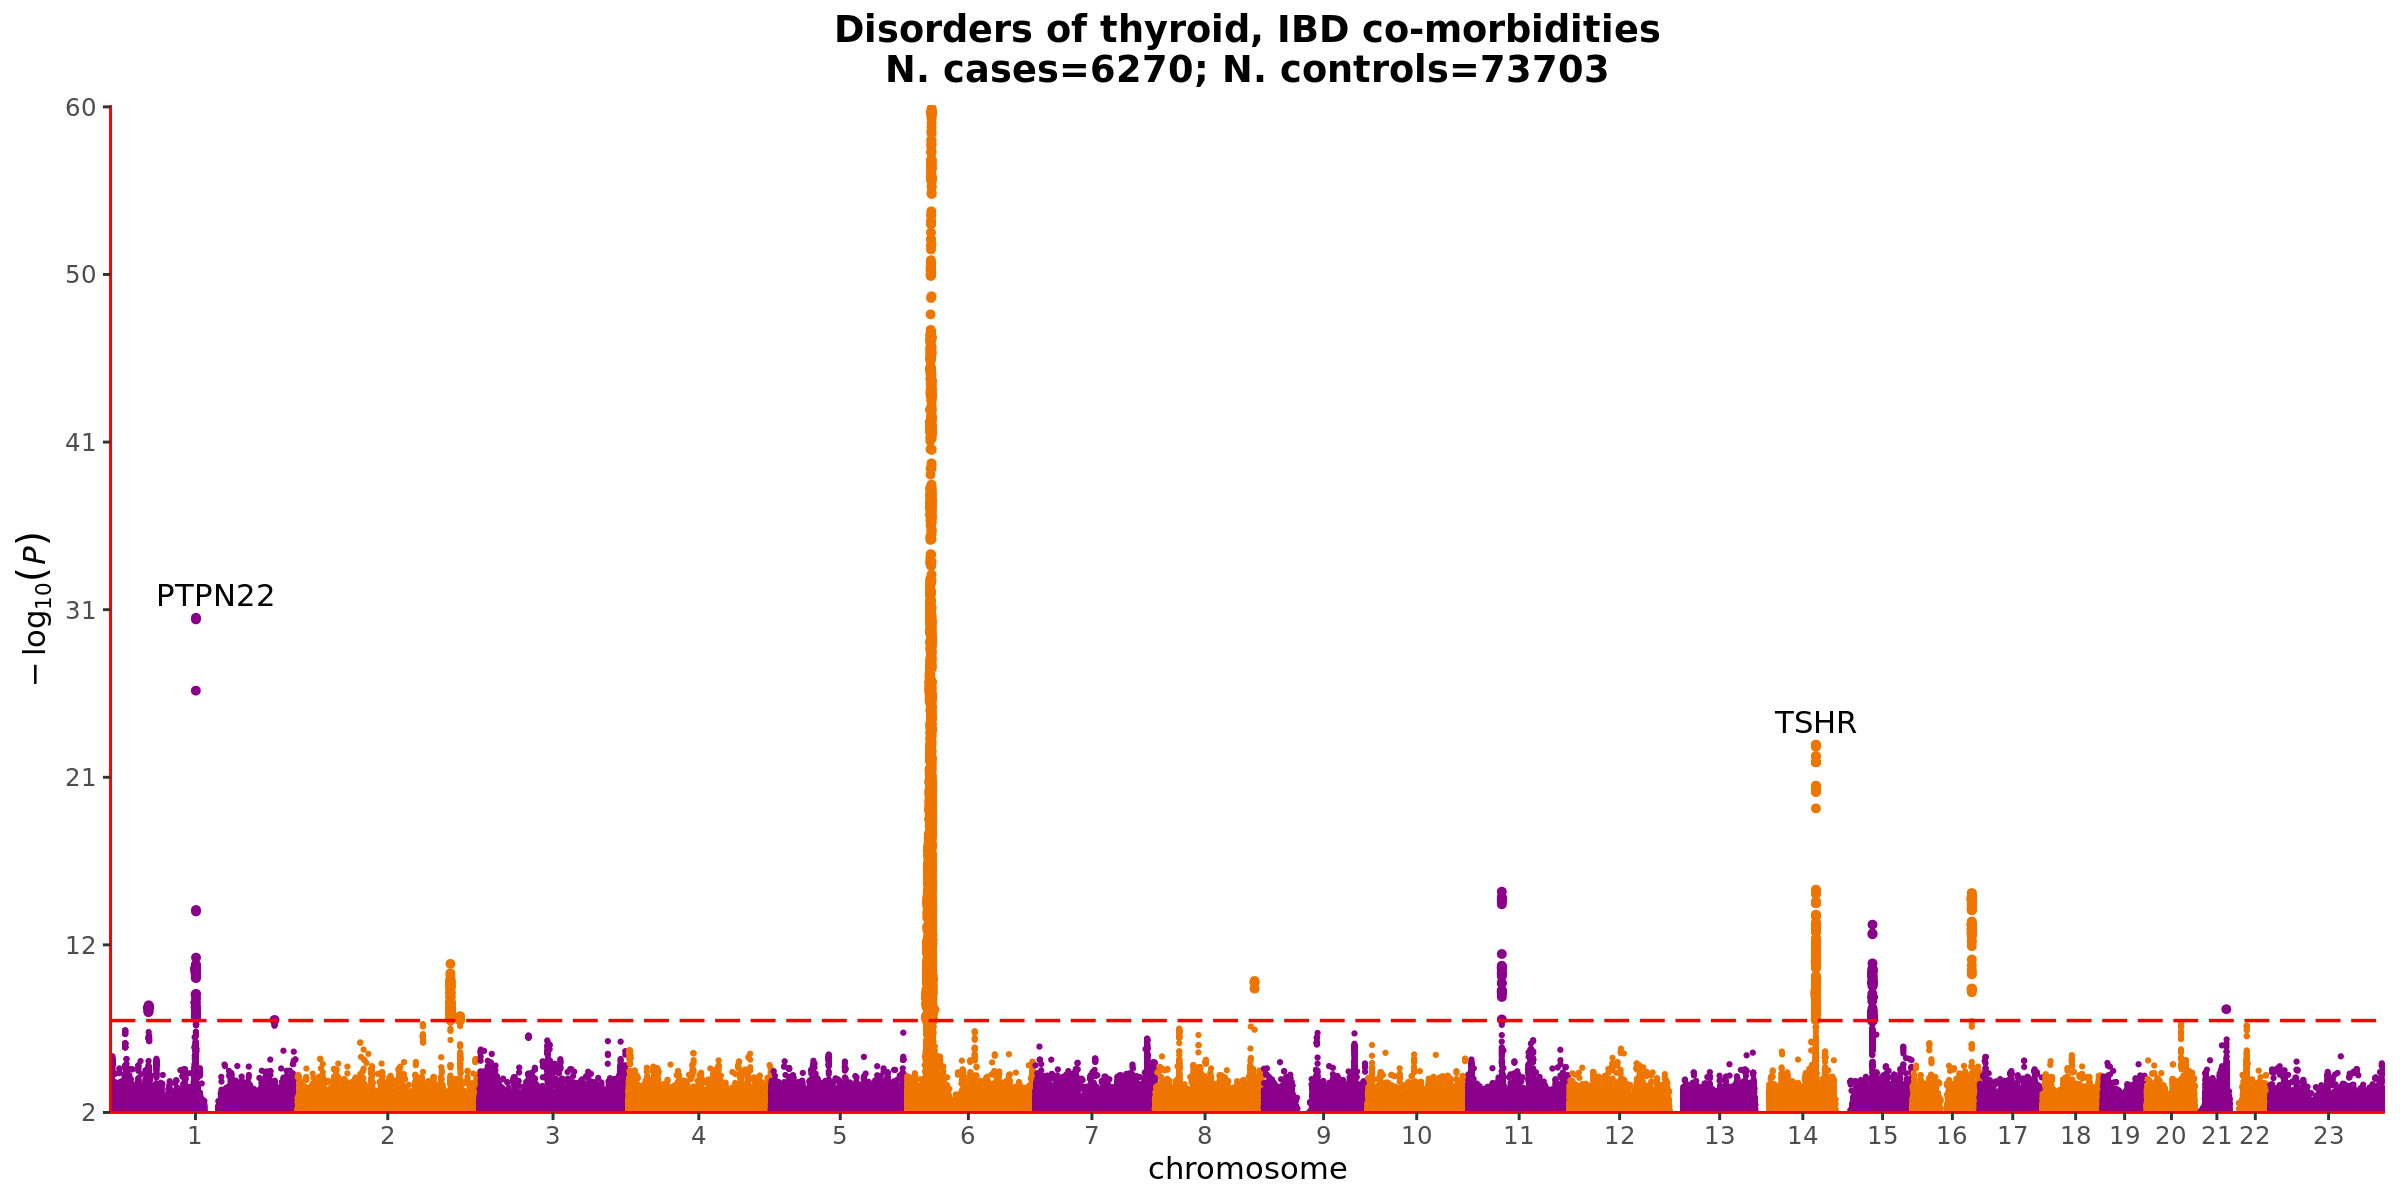 Disorders of thyroid, IBD co-morbidities
N. cases=6270; N. controls=73703
60
50
41
31
21
12
2
−log₁₀(P)
PTPN22
TSHR
1 2 3 4 5 6 7 8 9 10 11 12 13 14 15 16 17 18 19 20 21 22 23
chromosome